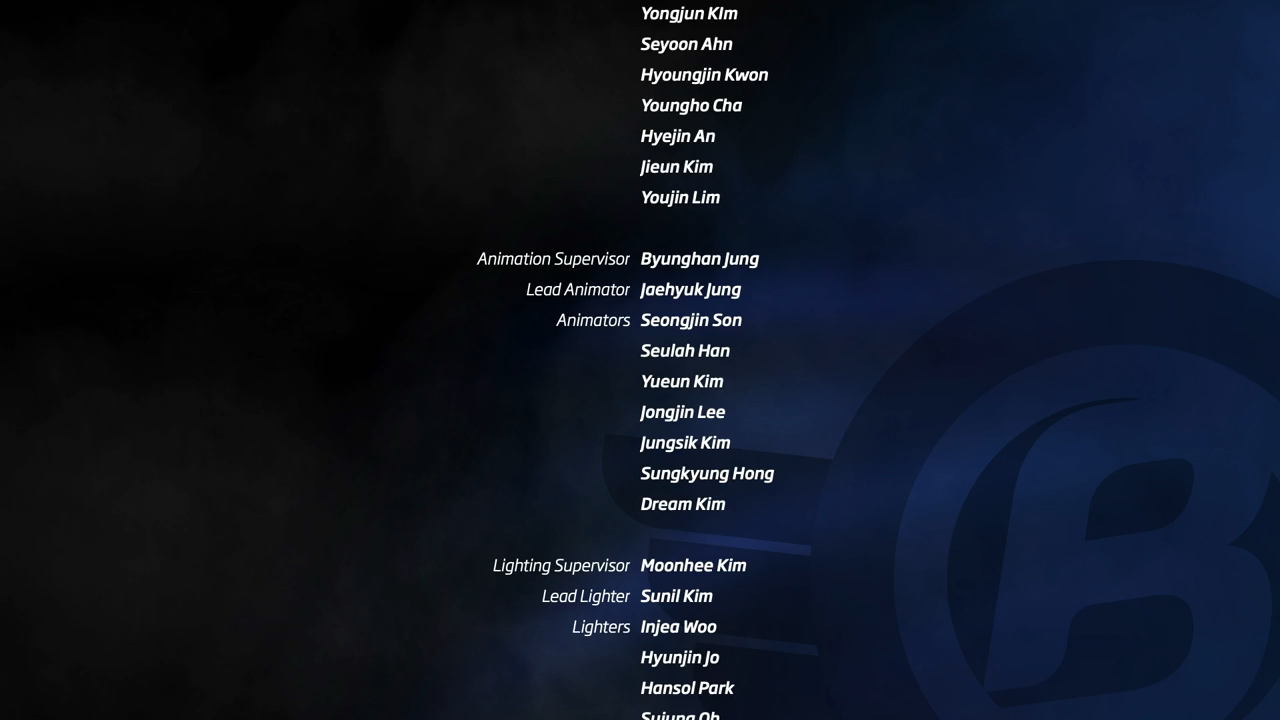 Yongjun KIm
Seyoon Ahn
Hyoungjin Kwon
Youngho Cha
Hyejin An
Jieun Kim
Youjin Lim
Animation Supervisor Byunghan Jung
Lead Animator Jaehyuk Jung
Animators Seongjin Son
Seulah Han
Yueun Kim
Jongjin Lee
Jungsik Kim
Sungkyung Hong
Dream Kim
Lighting Supervisor Moonhee Kim
Lead Lighter Sunil Kim
Lighters Injea Woo
Hyunjin Jo
Hansol Park
B